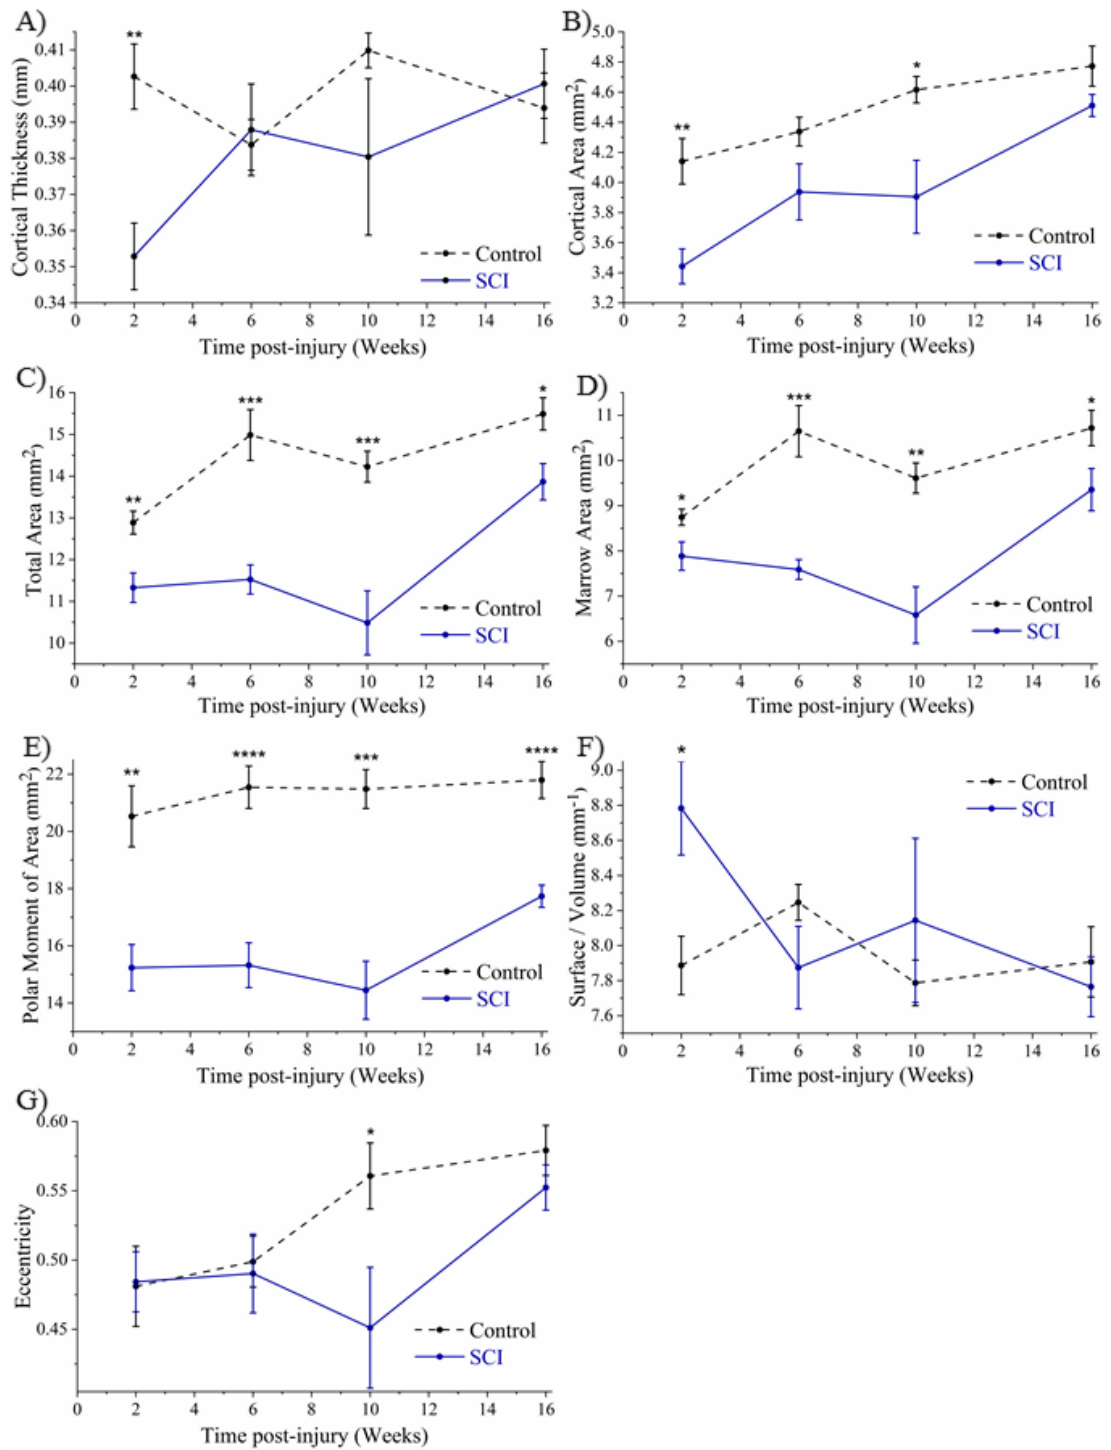 A)
**
0.41
0.40
0.39
0.38
0.37
0.36
0.35
0.34
Cortical Thickness (mm)
Control
SCI
0 2 4 6 8 10 12 14 16
Time post-injury (Weeks)
B)
**
*
5.0
4.8
4.6
4.4
4.2
4.0
3.8
3.6
3.4
3.2
Cortical Area (mm²)
Control
SCI
0 2 4 6 8 10 12 14 16
Time post-injury (Weeks)
C)
**
***
***
*
16
15
14
13
12
11
10
Total Area (mm²)
Control
SCI
0 2 4 6 8 10 12 14 16
Time post-injury (Weeks)
D)
*
***
**
*
11
10
9
8
7
6
Marrow Area (mm²)
Control
SCI
0 2 4 6 8 10 12 14 16
Time post-injury (Weeks)
E)
**
****
***
****
22
20
18
16
14
Polar Moment of Area (mm²)
Control
SCI
0 2 4 6 8 10 12 14 16
Time post-injury (Weeks)
F)
*
9.0
8.8
8.6
8.4
8.2
8.0
7.8
7.6
Surface / Volume (mm⁻¹)
Control
SCI
0 2 4 6 8 10 12 14 16
Time post-injury (Weeks)
G)
*
0.60
0.55
0.50
0.45
Eccentricity
Control
SCI
0 2 4 6 8 10 12 14 16
Time post-injury (Weeks)